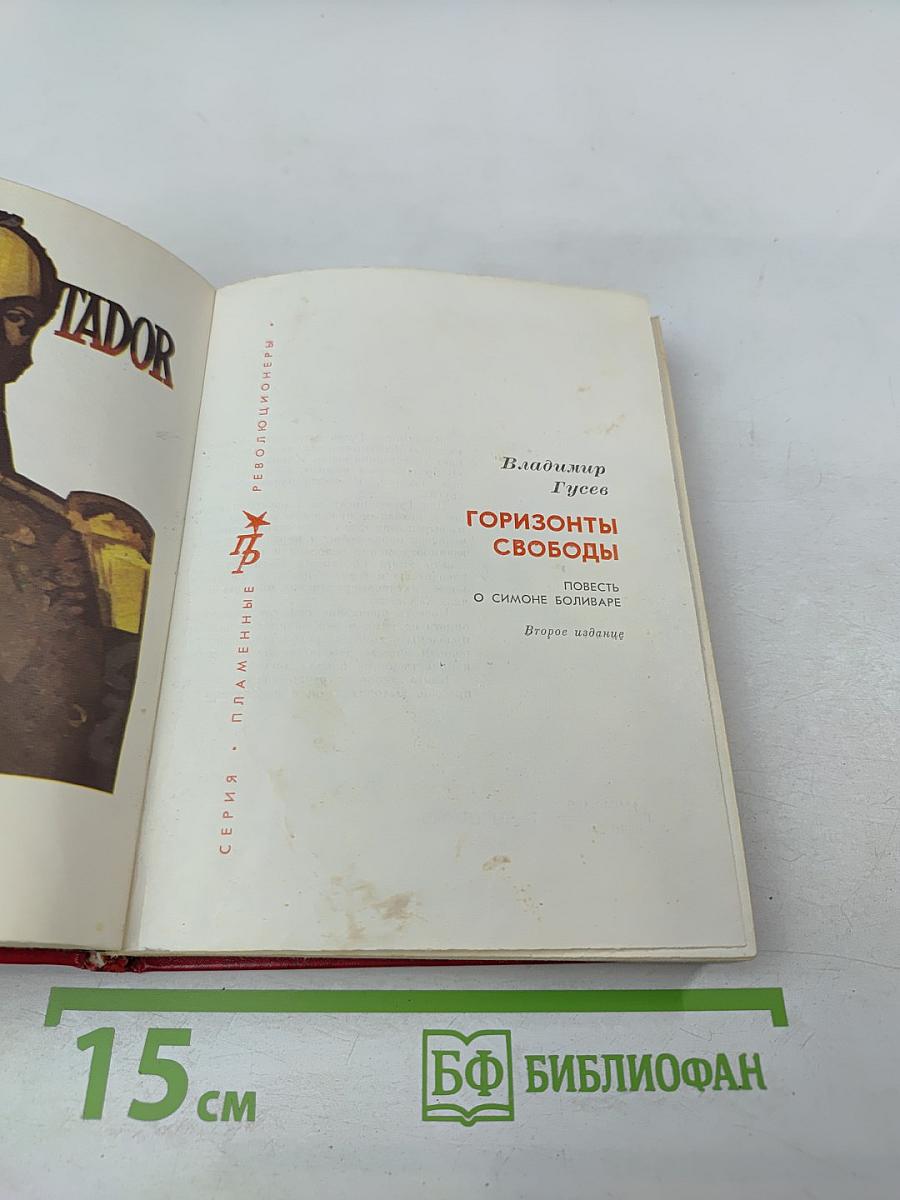 TADOR
СЕРИЯ • ПЛАМЕННЫЕ ПР РЕВОЛЮЦИОНЕРЫ •
Владимир
Гусев
ГОРИЗОНТЫ
СВОБОДЫ
ПОВЕСТЬ
О СИМОНЕ БОЛИВАРЕ
Второе издание
15 см
БФ БИБЛИОФАН